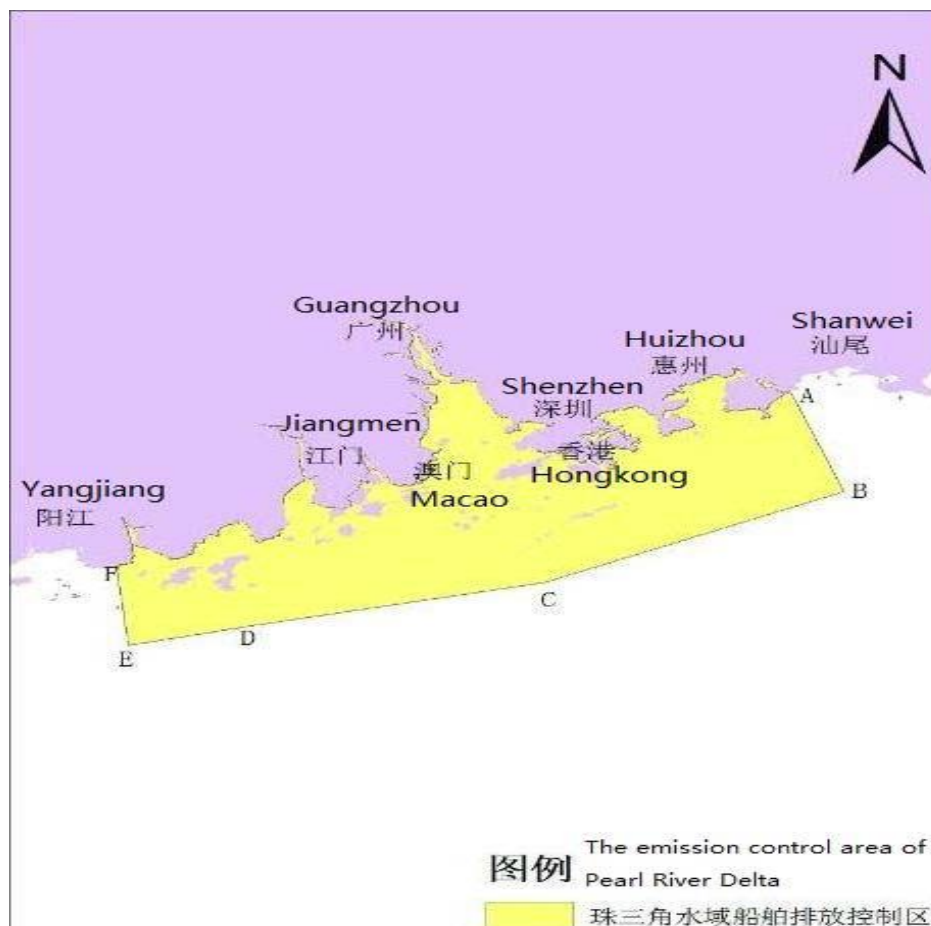 N
Guangzhou
广州
Shanwei
汕尾
Huizhou
惠州
Shenzhen
深圳
A
Jiangmen
江门
香港
Hongkong
澳门
Macao
Yangjiang
阳江
B
F
C
D
E
图例
The emission control area of
Pearl River Delta
珠三角水域船舶排放控制区